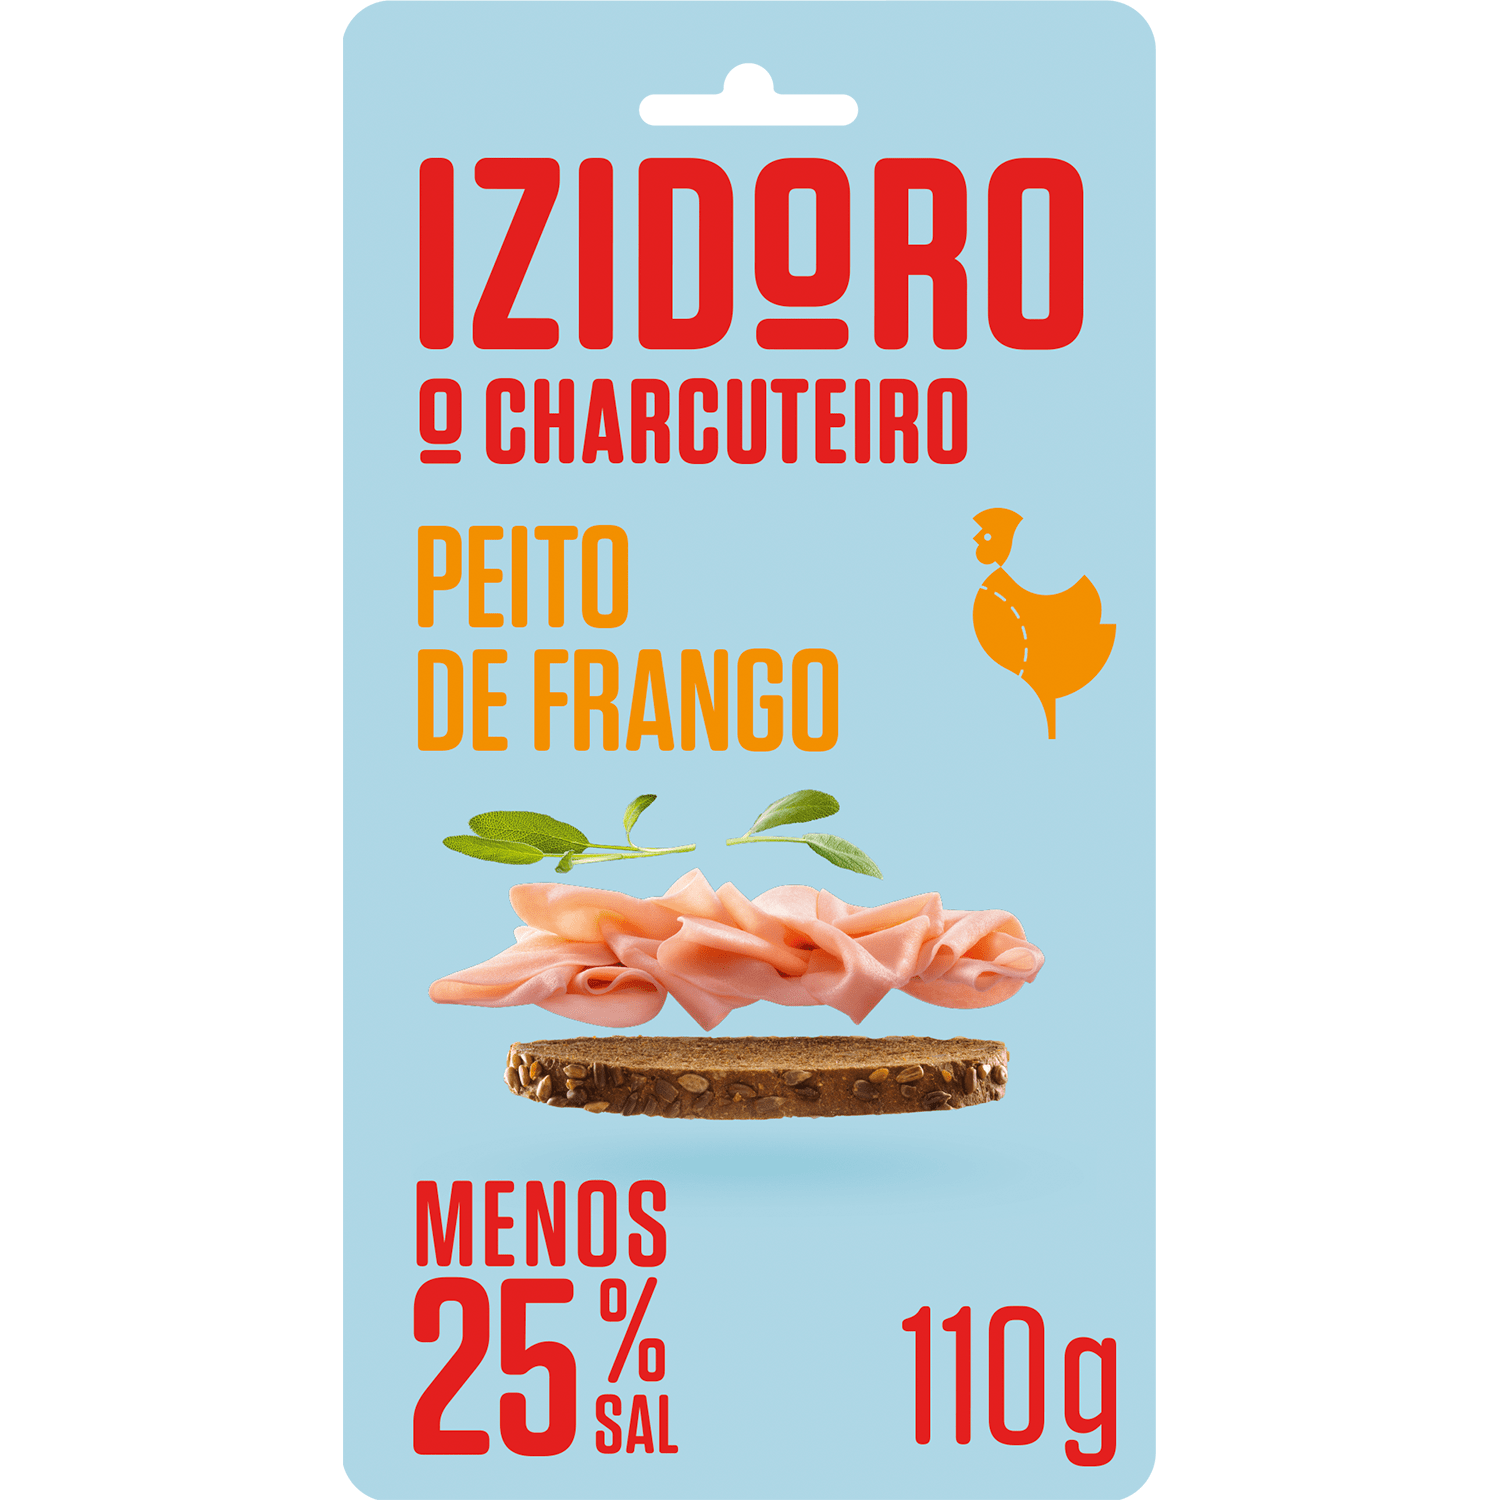 IZIDORO
O CHARCUTEIRO
PEITO
DE FRANGO
MENOS
25%
SAL
110g